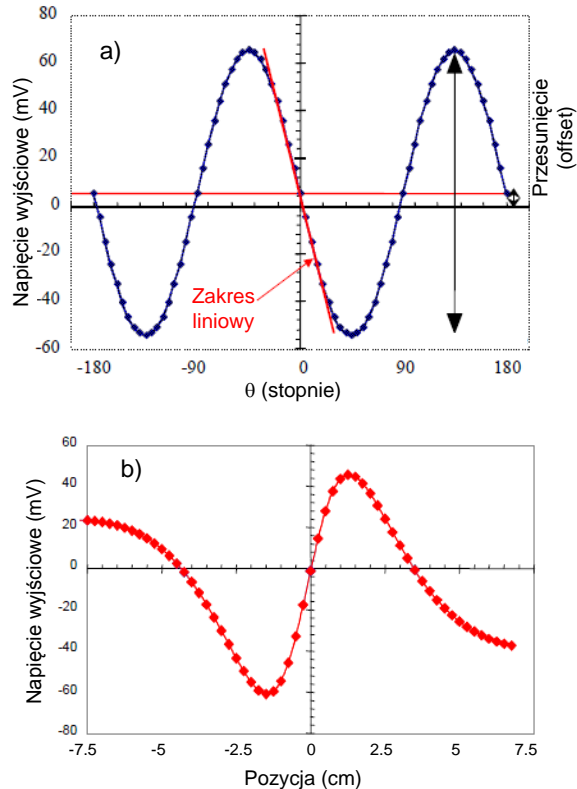 a)
Napięcie wyjściowe (mV)
80
60
40
20
0
-20
-40
-60
-180
-90
0
90
180
θ (stopnie)
Zakres
liniowy
Przesunięcie
(offset)
b)
Napięcie wyjściowe (mV)
60
40
20
0
-20
-40
-60
-80
-7.5
-5
-2.5
0
2.5
5
7.5
Pozycja (cm)